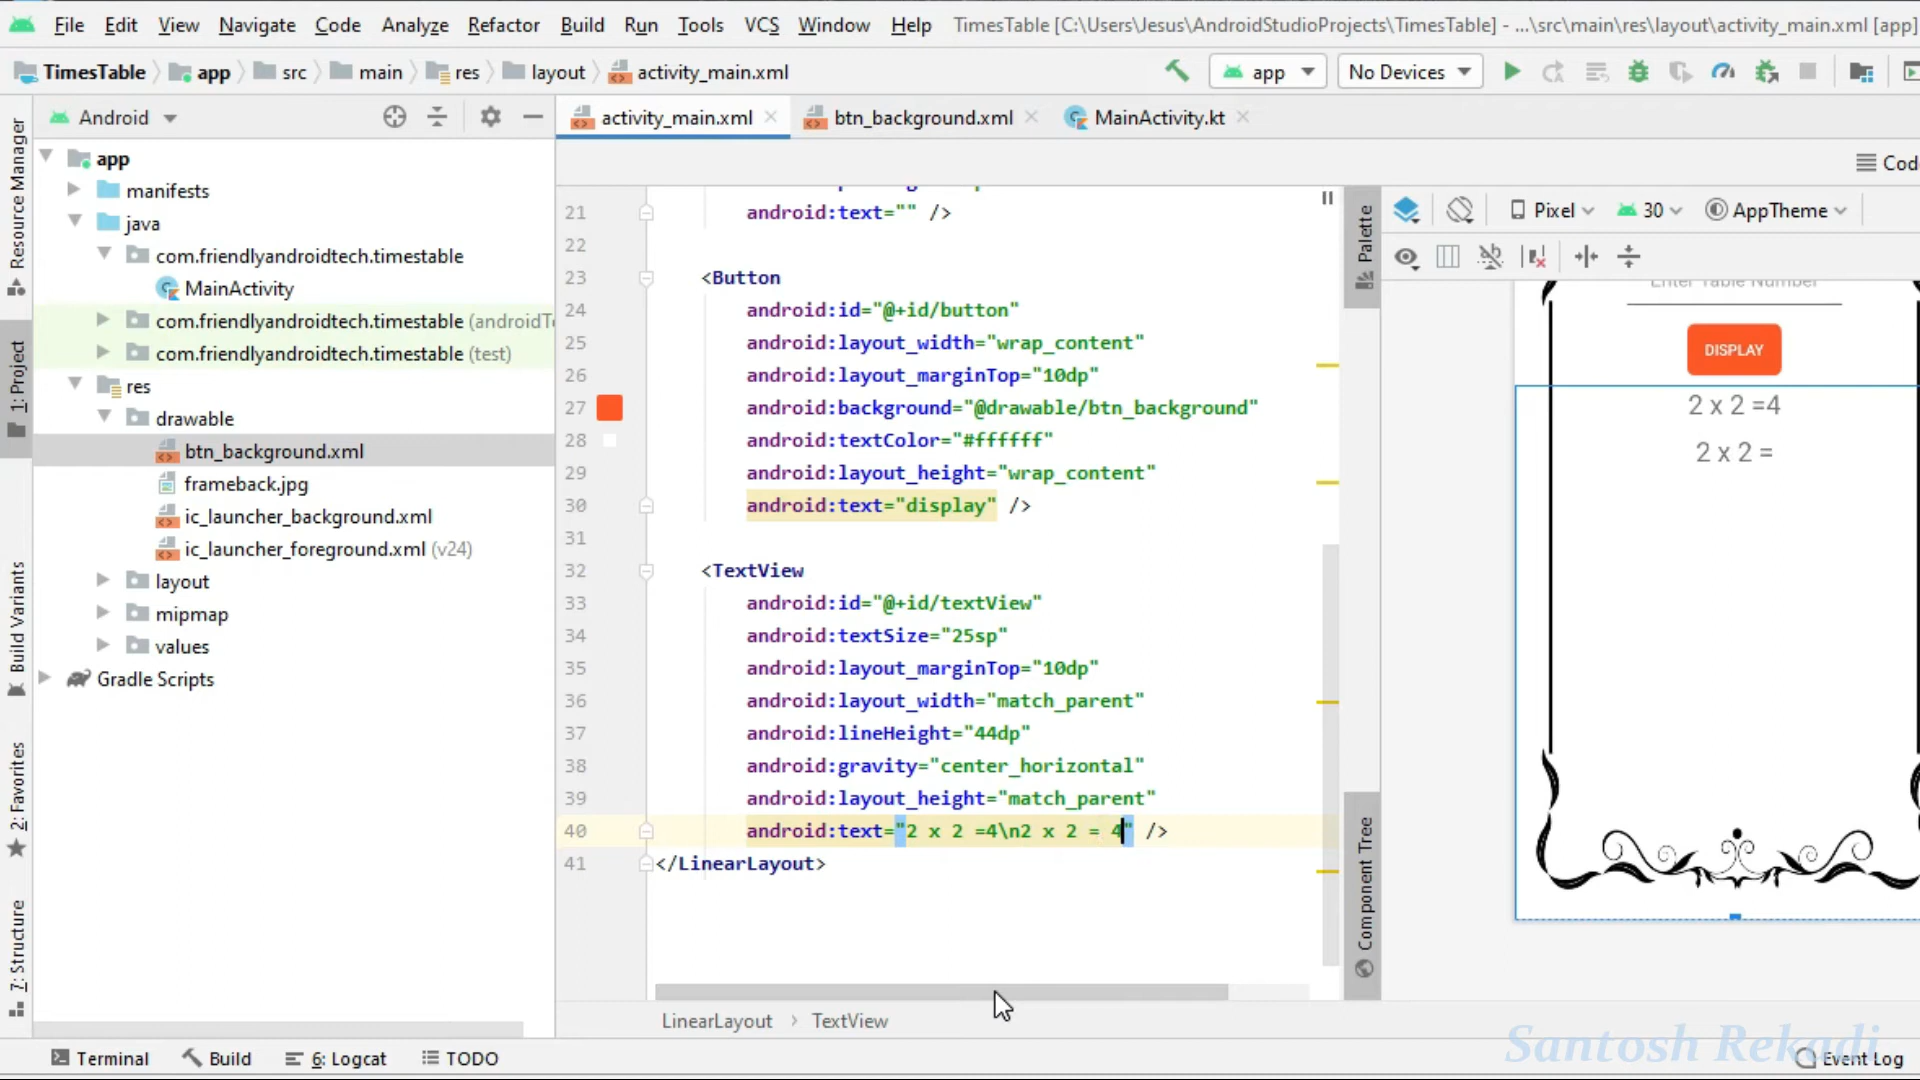 File Edit View Navigate Code Analyze Refactor Build Run Tools VCS Window Help TimesTable [C:\Users\Jesus\AndroidStudioProjects\TimesTable] - ...\src\main\res\layout\activity_main.xml [app]
TimesTable app src main res layout activity_main.xml app No Devices
Android
activity_main.xml btn_background.xml MainActivity.kt
Code
Resource Manager
1: Project
Build Variants
2: Favorites
7: Structure
app
manifests
java
com.friendlyandroidtech.timestable
MainActivity
com.friendlyandroidtech.timestable (androidTe
com.friendlyandroidtech.timestable (test)
res
drawable
btn_background.xml
frameback.jpg
ic_launcher_background.xml
ic_launcher_foreground.xml (v24)
layout
mipmap
values
Gradle Scripts
21 android:text="" />
22
23 <Button
24 android:id="@+id/button"
25 android:layout_width="wrap_content"
26 android:layout_marginTop="10dp"
27 android:background="@drawable/btn_background"
28 android:textColor="#ffffff"
29 android:layout_height="wrap_content"
30 android:text="display" />
31
32 <TextView
33 android:id="@+id/textView"
34 android:textSize="25sp"
35 android:layout_marginTop="10dp"
36 android:layout_width="match_parent"
37 android:lineHeight="44dp"
38 android:gravity="center_horizontal"
39 android:layout_height="match_parent"
40 android:text="2 x 2 =4\n2 x 2 = 4" />
41 </LinearLayout>
LinearLayout TextView
Palette
Component Tree
Pixel 30 AppTheme
Enter Table Number
DISPLAY
2 x 2 =4
2 x 2 =
Terminal Build 6: Logcat TODO Event Log
Santosh Rekadi